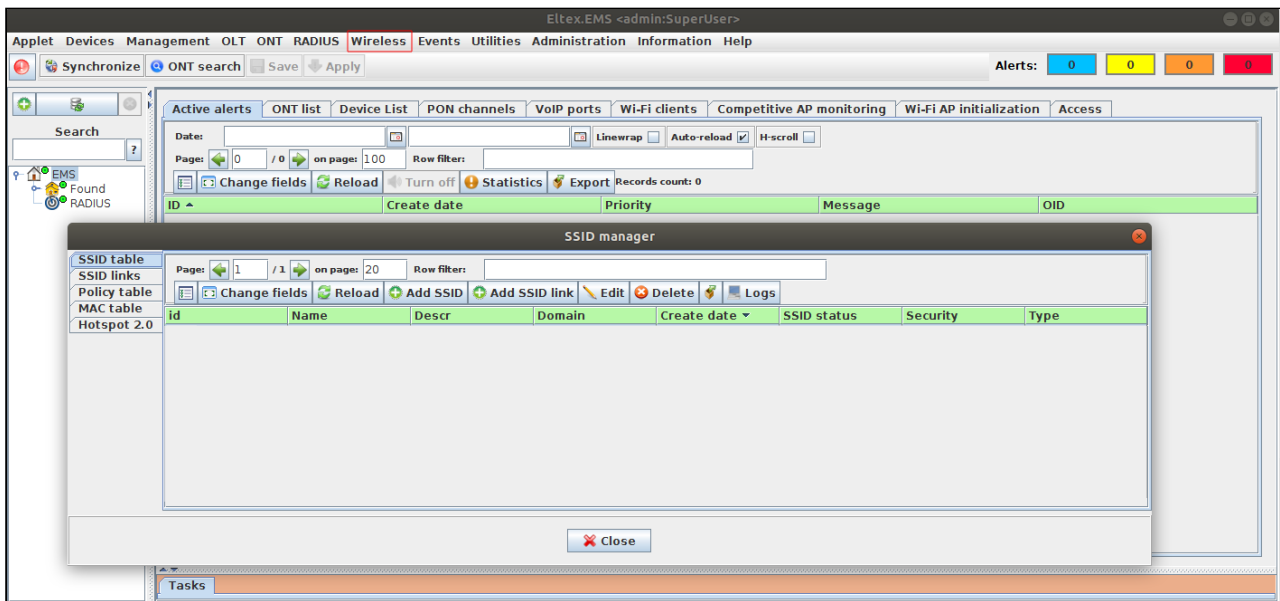 Eltex.EMS <admin:SuperUser>
Applet Devices Management OLT ONT RADIUS Wireless Events Utilities Administration Information Help
Synchronize ONT search Save Apply Alerts: 0 0 0 0
Active alerts ONT list Device List PON channels VoIP ports Wi-Fi clients Competitive AP monitoring Wi-Fi AP initialization Access
Search
?
EMS
Found
RADIUS
Date: Linewrap Auto-reload H-scroll
Page: 0 / 0 on page: 100 Row filter:
Change fields Reload Turn off Statistics Export Records count: 0
ID Create date Priority Message OID
SSID manager
SSID table
SSID links
Policy table
MAC table
Hotspot 2.0
Page: 1 / 1 on page: 20 Row filter:
Change fields Reload Add SSID Add SSID link Edit Delete Logs
id Name Descr Domain Create date SSID status Security Type
Close
Tasks